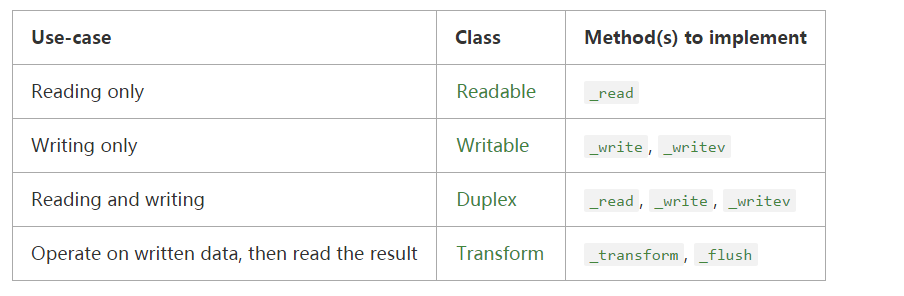 Use-case Class Method(s) to implement
Reading only Readable _read
Writing only Writable _write, _writev
Reading and writing Duplex _read, _write, _writev
Operate on written data, then read the result Transform _transform, _flush